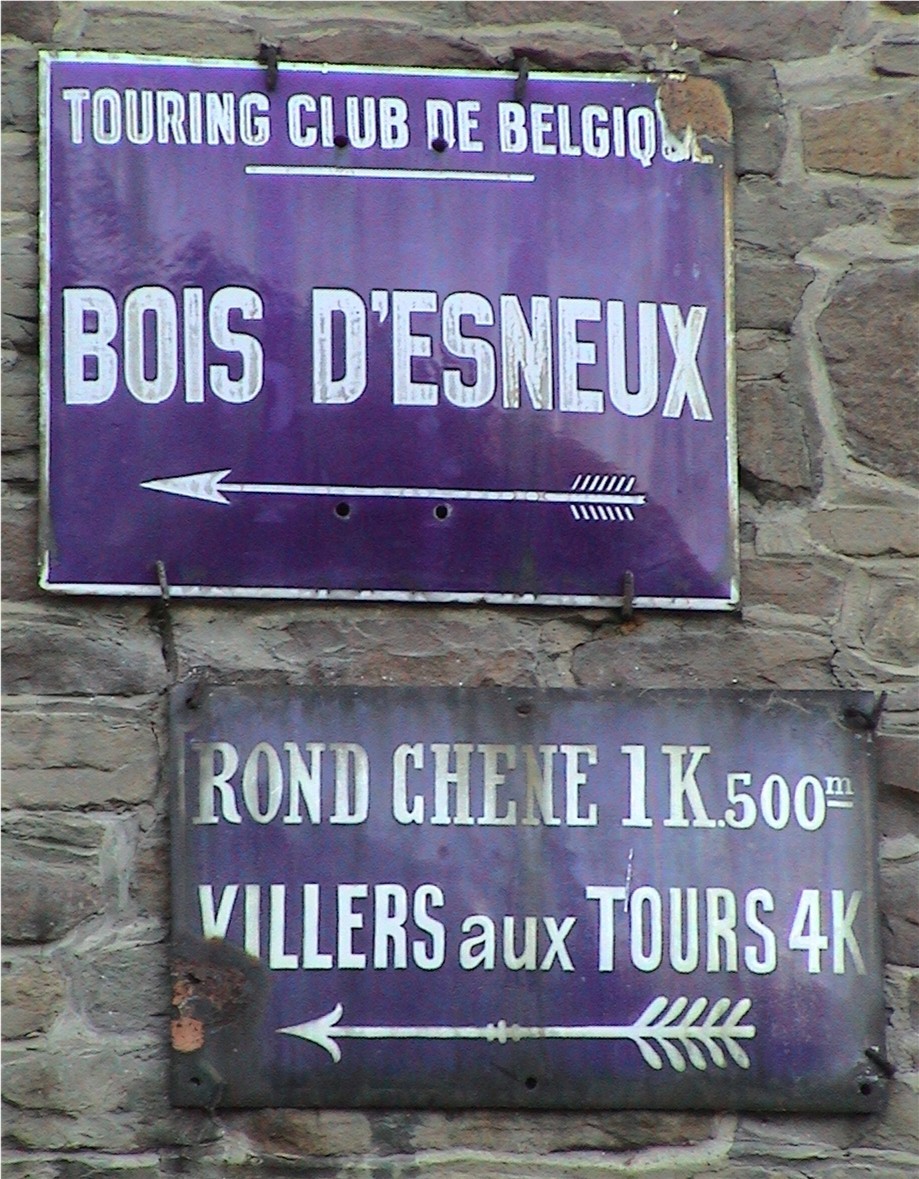 TOURING CLUB DE BELGIQUE
BOIS D'ESNEUX
ROND CHENE 1K.500m
VILLERS aux TOURS 4K